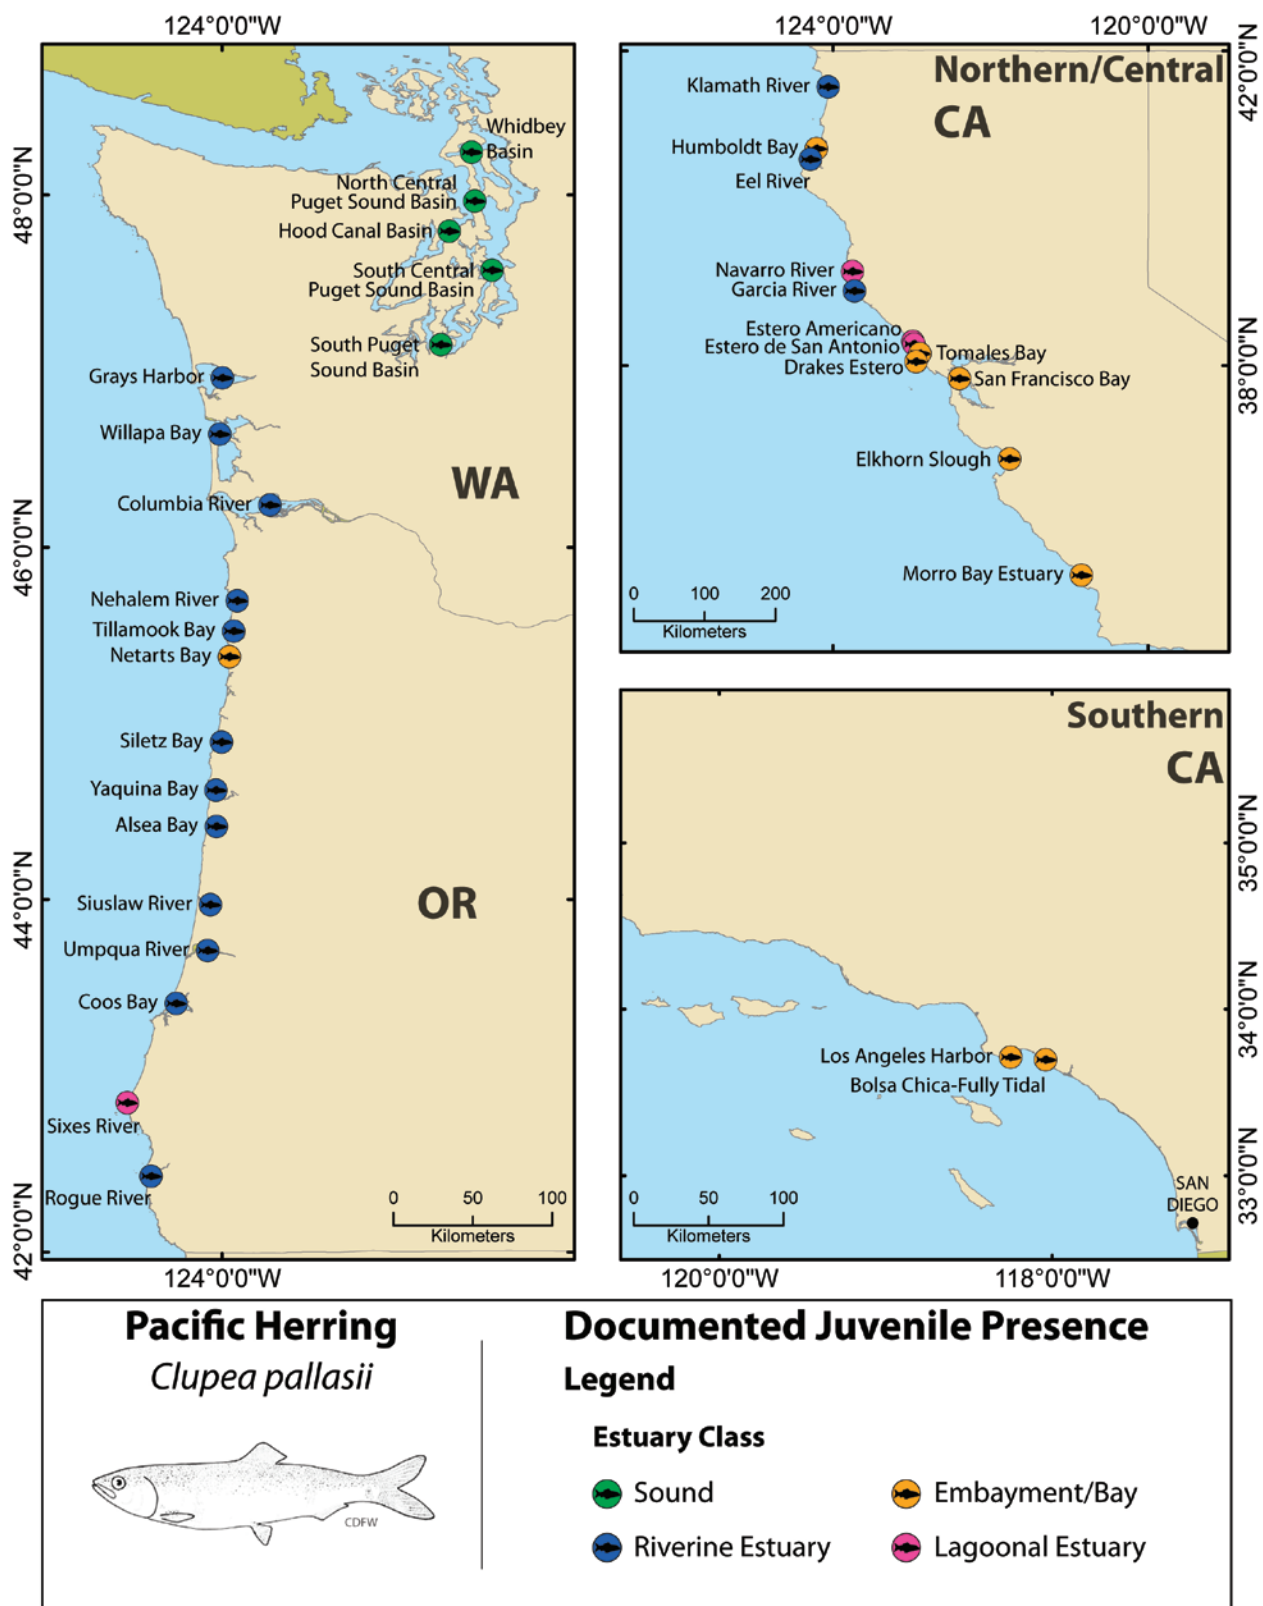 124°0'0"W
124°0'0"W
120°0'0"W
48°0'0"N
46°0'0"N
44°0'0"N
42°0'0"N
Whidbey
Basin
North Central
Puget Sound Basin
Hood Canal Basin
South Central
Puget Sound Basin
South Puget
Sound Basin
Grays Harbor
Willapa Bay
WA
Columbia River
Nehalem River
Tillamook Bay
Netarts Bay
Siletz Bay
Yaquina Bay
Alsea Bay
Siuslaw River
OR
Umpqua River
Coos Bay
Sixes River
Rogue River
0 50 100
Kilometers
124°0'0"W
Northern/Central
CA
42°0'0"N
38°0'0"N
Klamath River
Humboldt Bay
Eel River
Navarro River
Garcia River
Estero Americano
Estero de San Antonio
Tomales Bay
Drakes Estero
San Francisco Bay
Elkhorn Slough
Morro Bay Estuary
0 100 200
Kilometers
Southern
CA
35°0'0"N
34°0'0"N
33°0'0"N
Los Angeles Harbor
Bolsa Chica-Fully Tidal
SAN
DIEGO
0 50 100
Kilometers
120°0'0"W
118°0'0"W
Pacific Herring
Clupea pallasii
CDFW
Documented Juvenile Presence
Legend
Estuary Class
Sound
Embayment/Bay
Riverine Estuary
Lagoonal Estuary